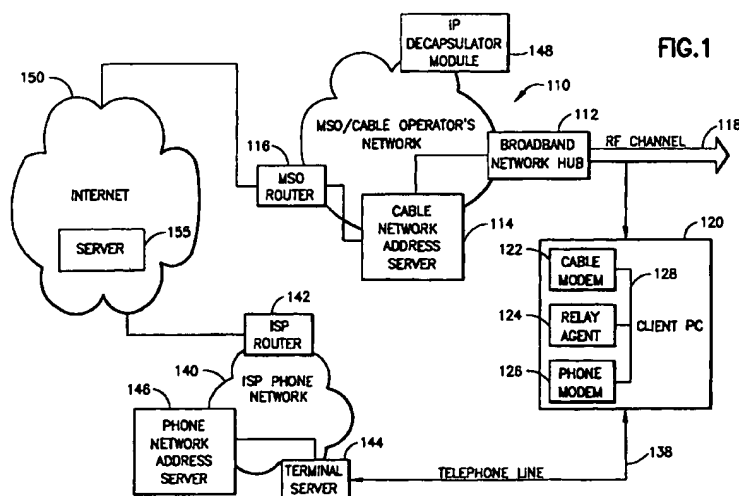 FIG.1
IP
DECAPSULATOR
MODULE
148
150
110
MSO/CABLE OPERATOR'S
NETWORK
112
116
MSO
ROUTER
BROADBAND
NETWORK HUB
RF CHANNEL
118
INTERNET
SERVER
155
CABLE
NETWORK
ADDRESS
SERVER
114
120
122
CABLE
MODEM
128
124
RELAY
AGENT
CLIENT PC
126
PHONE
MODEM
142
ISP
ROUTER
140
ISP PHONE
NETWORK
146
PHONE
NETWORK
ADDRESS
SERVER
144
TERMINAL
SERVER
TELEPHONE LINE
138